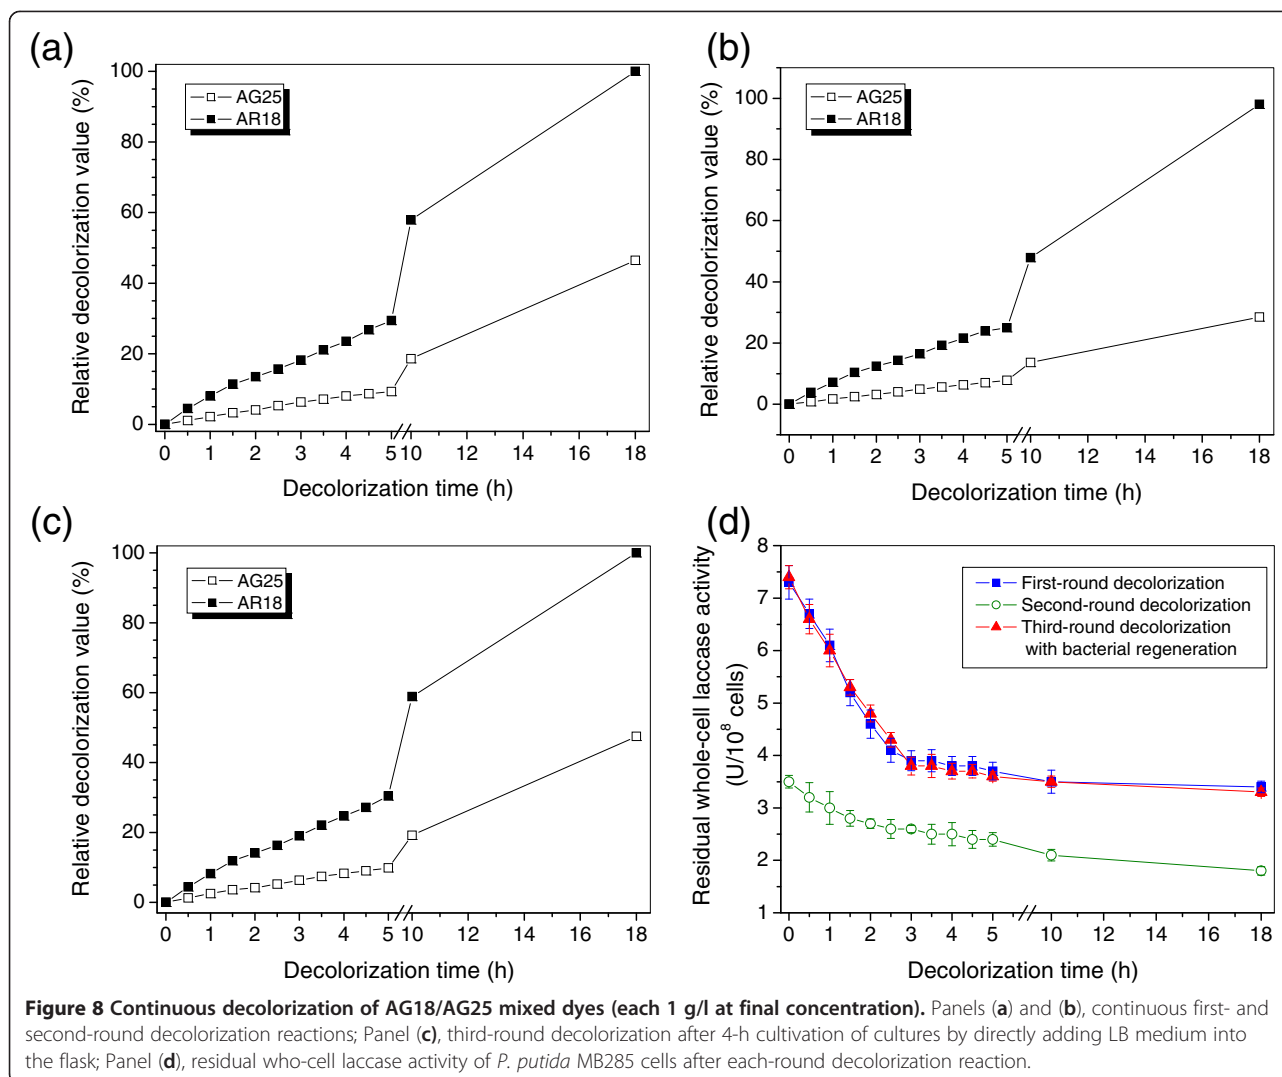 (a)
Relative decolorization value (%)
100
80
60
40
20
0
AG25
AR18
0 1 2 3 4 5 10 12 14 16 18
Decolorization time (h)
(b)
Relative decolorization value (%)
100
80
60
40
20
0
AG25
AR18
0 1 2 3 4 5 10 12 14 16 18
Decolorization time (h)
(c)
Relative decolorization value (%)
100
80
60
40
20
0
AG25
AR18
0 1 2 3 4 5 10 12 14 16 18
Decolorization time (h)
(d)
Residual whole-cell laccase activity
(U/10⁸ cells)
8
7
6
5
4
3
2
1
First-round decolorization
Second-round decolorization
Third-round decolorization
with bacterial regeneration
0 1 2 3 4 5 10 12 14 16 18
Decolorization time (h)
Figure 8 Continuous decolorization of AG18/AG25 mixed dyes (each 1 g/l at final concentration). Panels (a) and (b), continuous first- and
second-round decolorization reactions; Panel (c), third-round decolorization after 4-h cultivation of cultures by directly adding LB medium into
the flask; Panel (d), residual who-cell laccase activity of P. putida MB285 cells after each-round decolorization reaction.